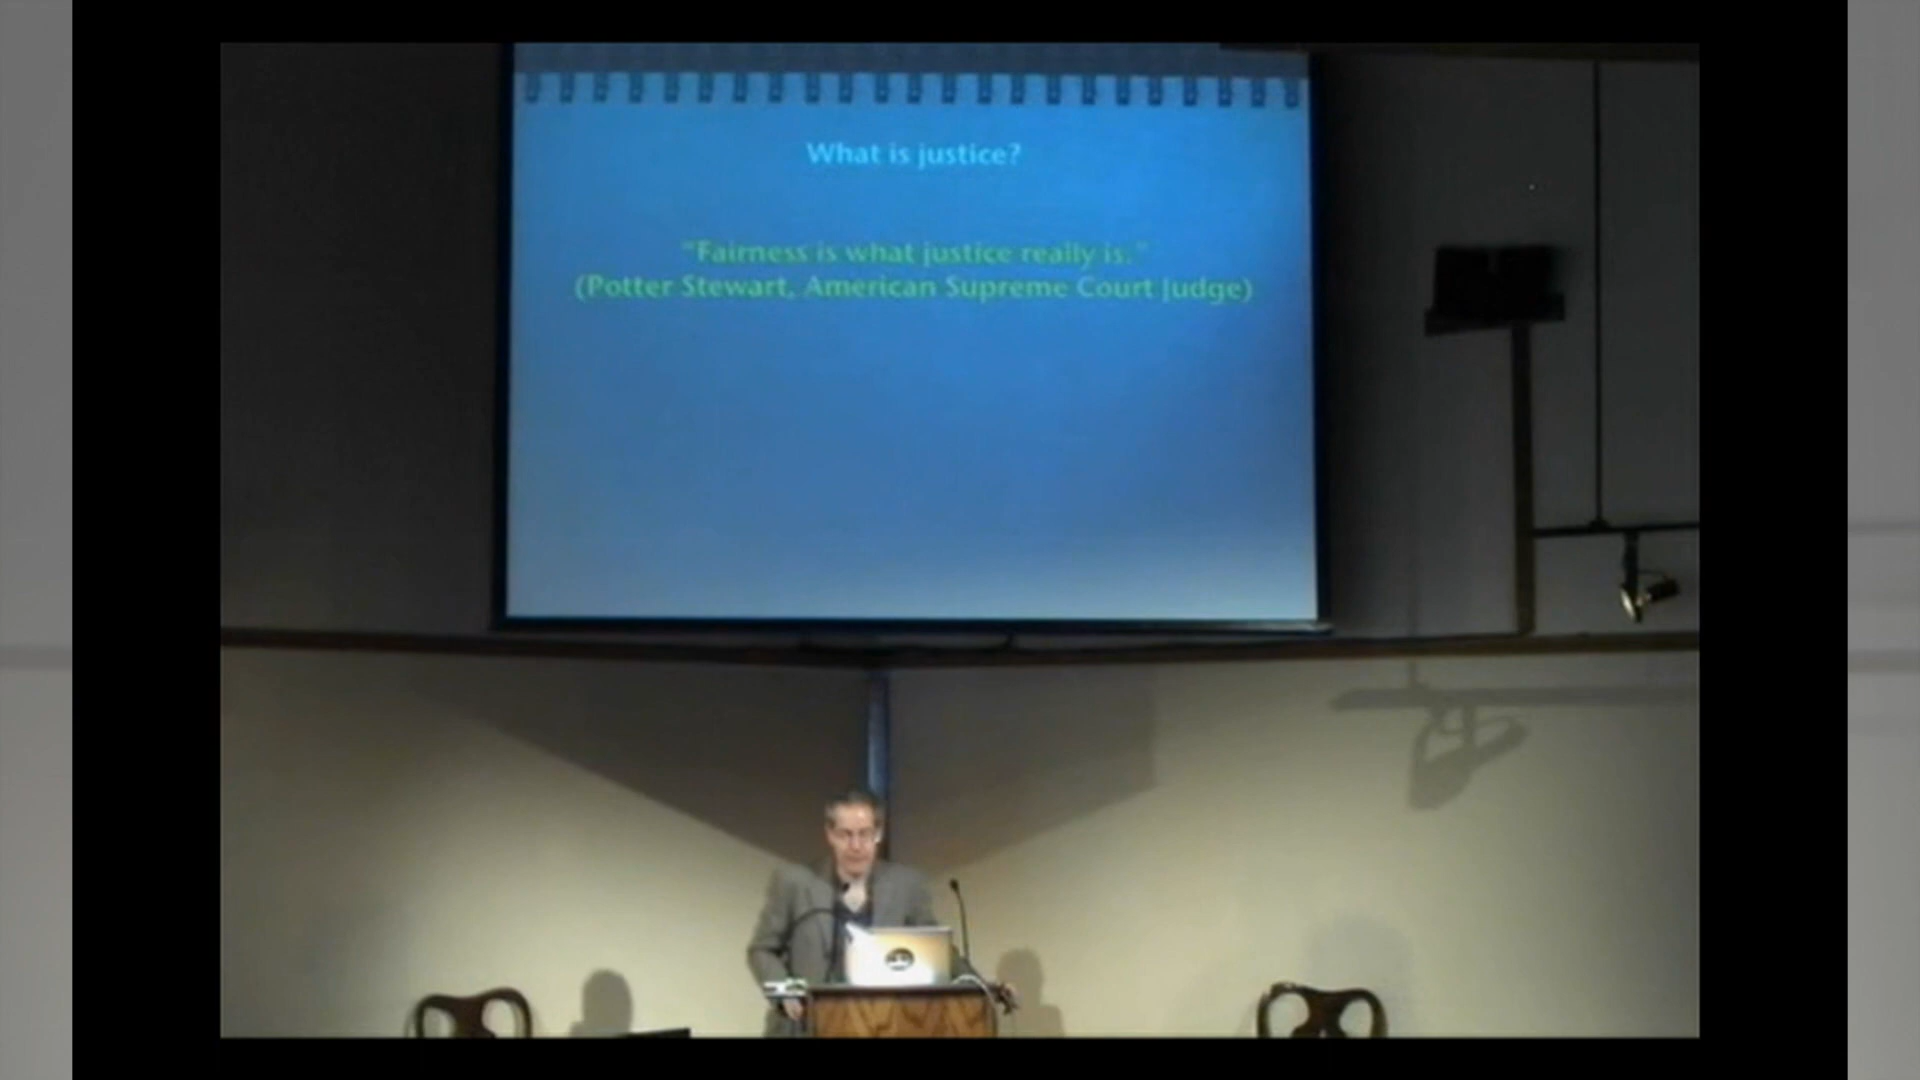 What is justice?
"Fairness is what justice really is."
(Potter Stewart, American Supreme Court Judge)